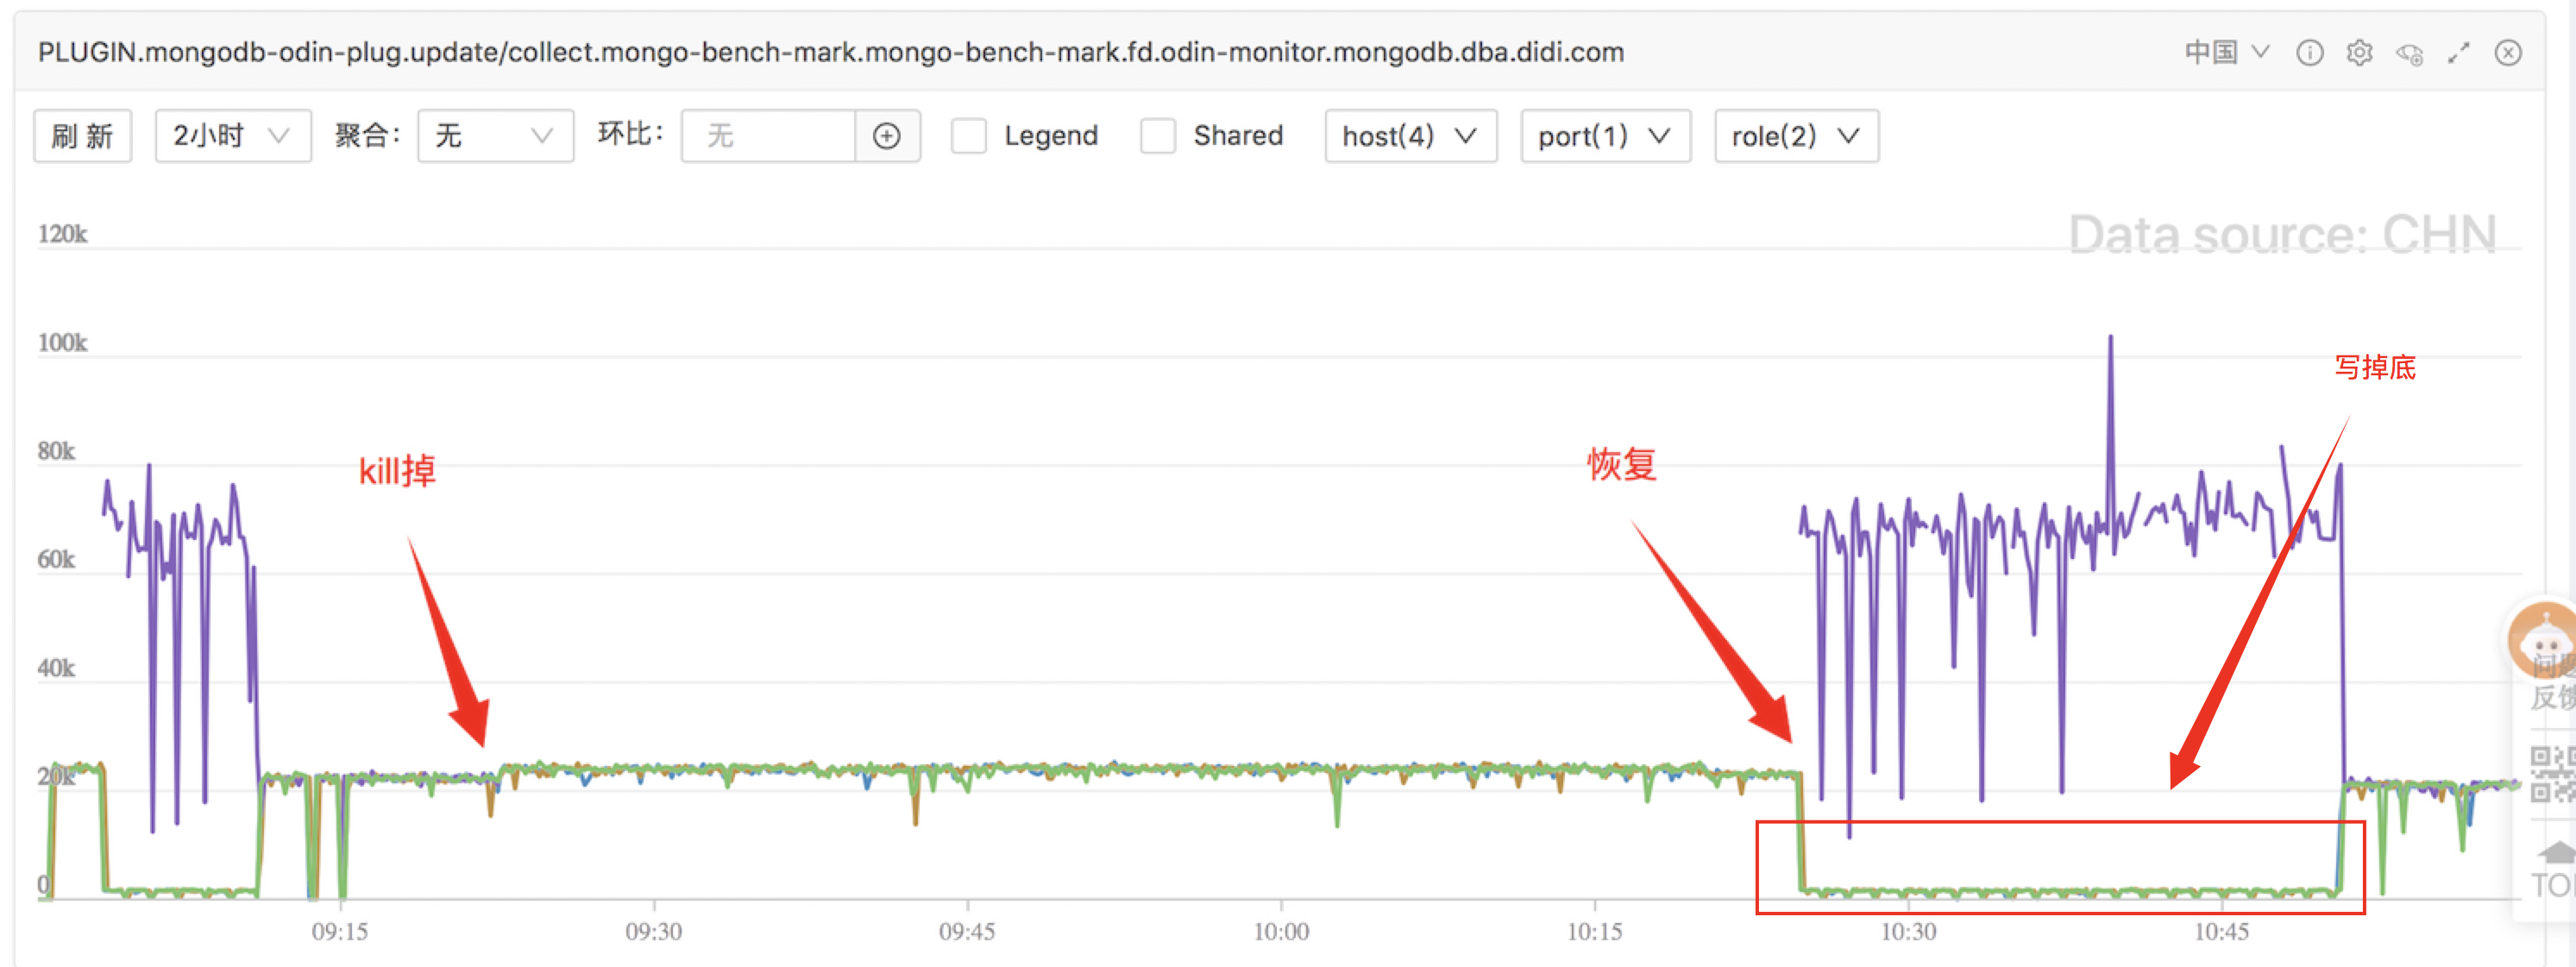 PLUGIN.mongodb-odin-plug.update/collect.mongo-bench-mark.mongo-bench-mark.fd.odin-monitor.mongodb.dba.didi.com 中国
刷 新 2小时 聚合: 无 环比: 无 Legend Shared host(4) port(1) role(2)
Data source: CHN
120k
100k
写掉底
80k
kill掉 恢复
60k
40k
20k
0
问题
反馈
TO
09:15 09:30 09:45 10:00 10:15 10:30 10:45